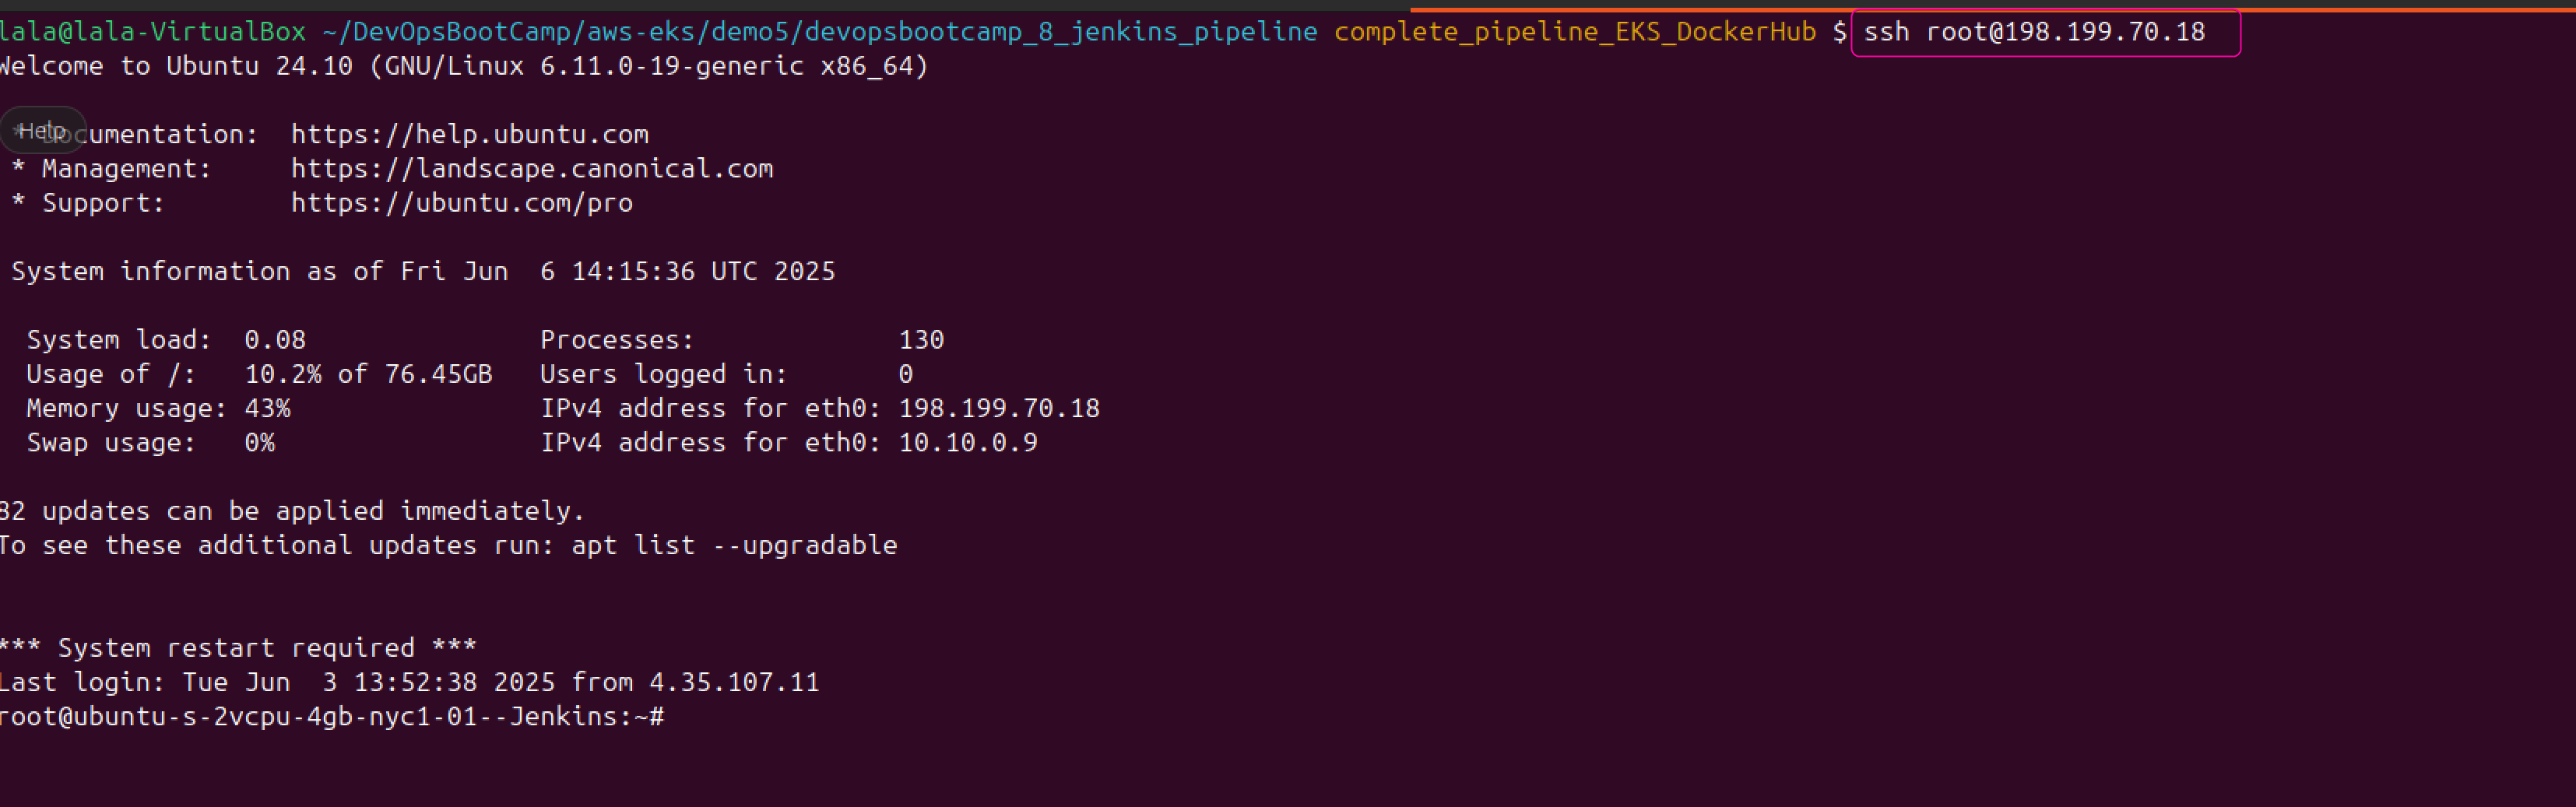 lala@lala-VirtualBox ~/DevOpsBootCamp/aws-eks/demo5/devopsbootcamp_8_jenkins_pipeline complete_pipeline_EKS_DockerHub $ ssh root@198.199.70.18
Welcome to Ubuntu 24.10 (GNU/Linux 6.11.0-19-generic x86_64)
Help
* Documentation:  https://help.ubuntu.com
* Management:     https://landscape.canonical.com
* Support:        https://ubuntu.com/pro
System information as of Fri Jun  6 14:15:36 UTC 2025
System load:  0.08               Processes:             130
Usage of /:   10.2% of 76.45GB   Users logged in:       0
Memory usage: 43%                IPv4 address for eth0: 198.199.70.18
Swap usage:   0%                 IPv4 address for eth0: 10.10.0.9
82 updates can be applied immediately.
To see these additional updates run: apt list --upgradable
*** System restart required ***
Last login: Tue Jun  3 13:52:38 2025 from 4.35.107.11
root@ubuntu-s-2vcpu-4gb-nyc1-01--Jenkins:~#